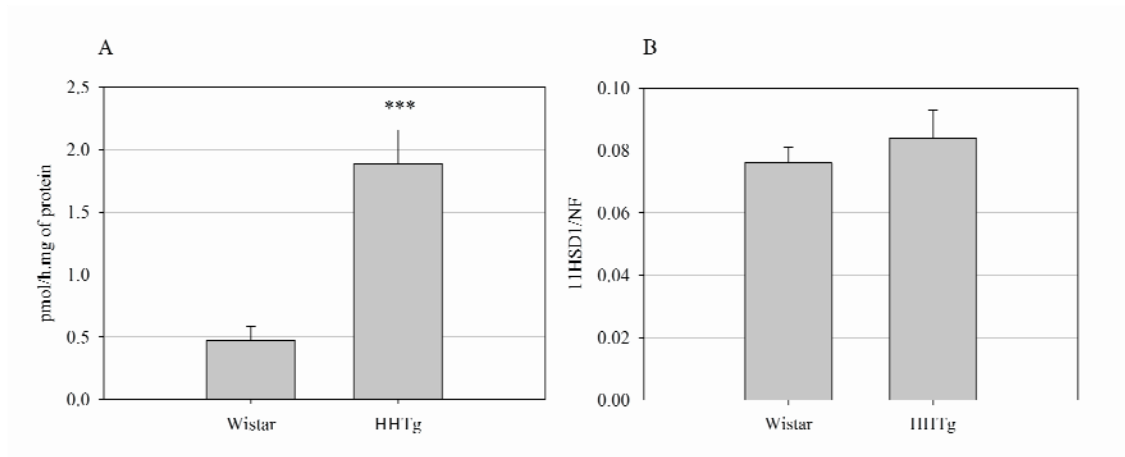 A
2,5
2.0
1.5
1.0
0.5
0,0
pmol/h.mg of protein
***
Wistar
HHTg
B
0.10
0.08
0.06
0.04
0.02
0.00
11HSD1/NF
Wistar
HHTg